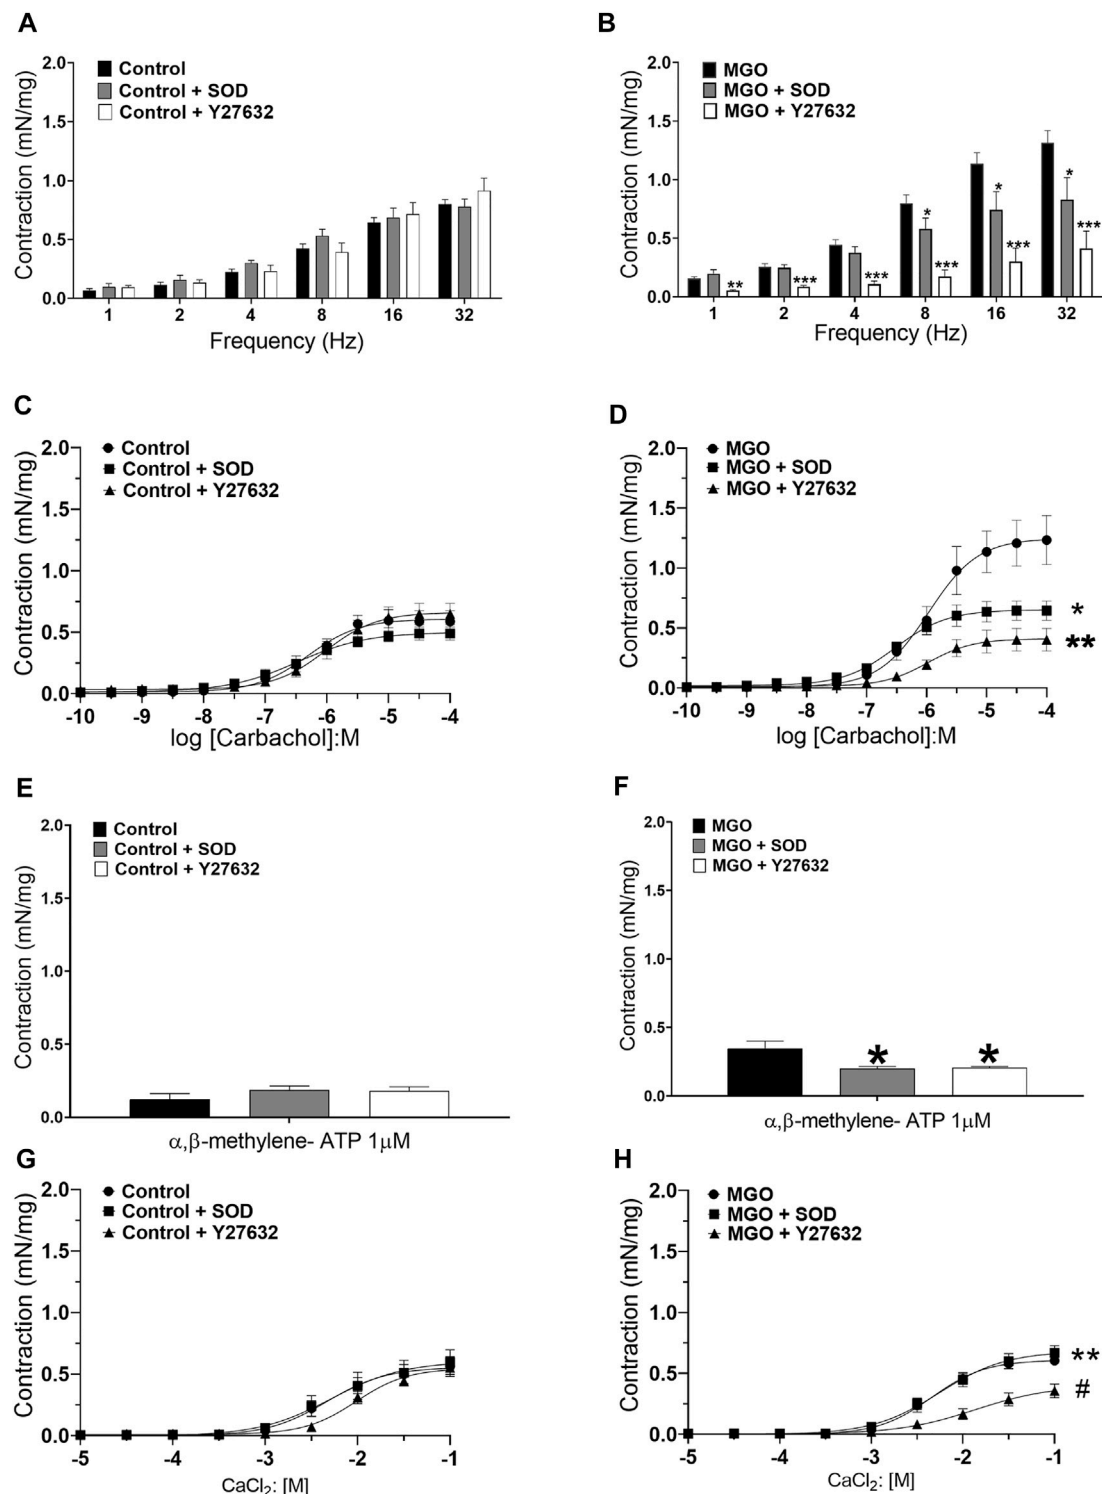 A
2.0
1.5
1.0
0.5
0.0
Contraction (mN/mg)
Control
Control + SOD
Control + Y27632
1 2 4 8 16 32
Frequency (Hz)
B
2.0
1.5
1.0
0.5
0.0
Contraction (mN/mg)
MGO
MGO + SOD
MGO + Y27632
** *** *** * *** * *** * ***
1 2 4 8 16 32
Frequency (Hz)
C
2.0
1.5
1.0
0.5
0.0
Contraction (mN/mg)
Control
Control + SOD
Control + Y27632
-10 -9 -8 -7 -6 -5 -4
log [Carbachol]:M
D
2.0
1.5
1.0
0.5
0.0
Contraction (mN/mg)
MGO
MGO + SOD
MGO + Y27632
*
**
-10 -9 -8 -7 -6 -5 -4
log [Carbachol]:M
E
2.0
1.5
1.0
0.5
0.0
Contraction (mN/mg)
Control
Control + SOD
Control + Y27632
α,β-methylene- ATP 1μM
F
2.0
1.5
1.0
0.5
0.0
Contraction (mN/mg)
MGO
MGO + SOD
MGO + Y27632
* *
α,β-methylene- ATP 1μM
G
2.0
1.5
1.0
0.5
0.0
Contraction (mN/mg)
Control
Control + SOD
Control + Y27632
-5 -4 -3 -2 -1
CaCl₂: [M]
H
2.0
1.5
1.0
0.5
0.0
Contraction (mN/mg)
MGO
MGO + SOD
MGO + Y27632
**
#
-5 -4 -3 -2 -1
CaCl₂: [M]